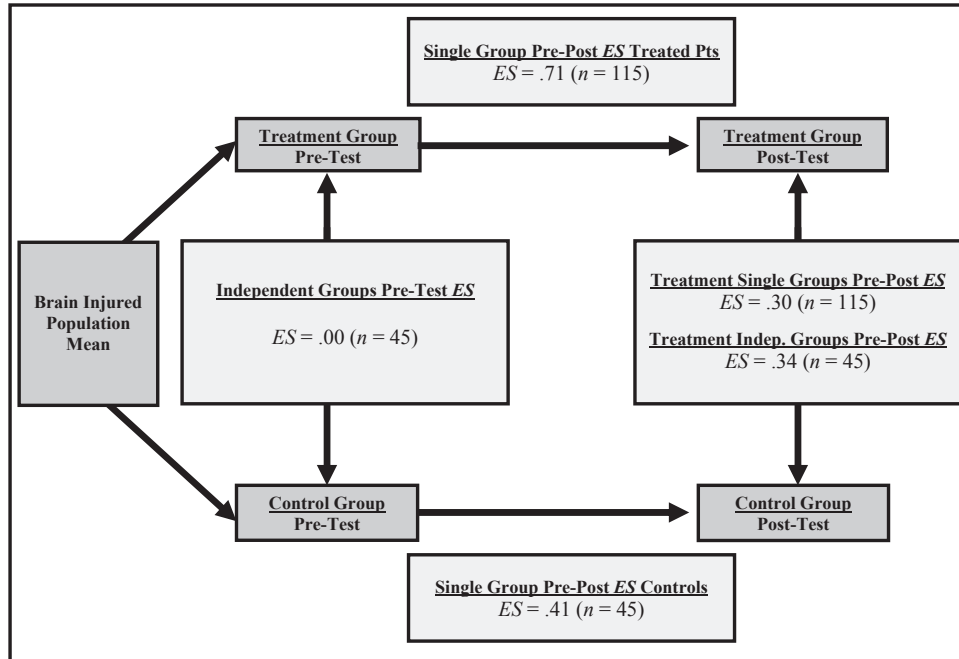 Single Group Pre-Post ES Treated Pts
ES = .71 (n = 115)
Treatment Group
Pre-Test
Treatment Group
Post-Test
Brain Injured
Population
Mean
Independent Groups Pre-Test ES
ES = .00 (n = 45)
Treatment Single Groups Pre-Post ES
ES = .30 (n = 115)
Treatment Indep. Groups Pre-Post ES
ES = .34 (n = 45)
Control Group
Pre-Test
Control Group
Post-Test
Single Group Pre-Post ES Controls
ES = .41 (n = 45)